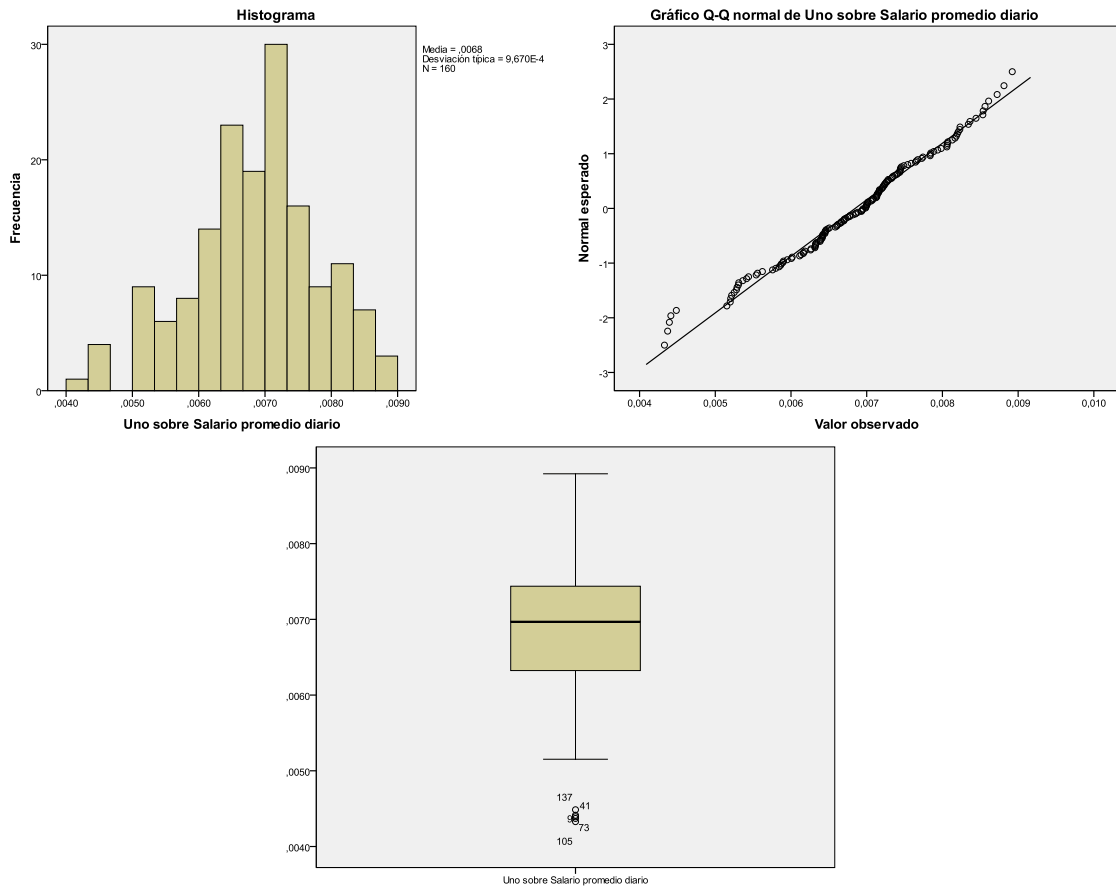 Histograma
Media = ,0068
Desviación típica = 9,670E-4
N = 160
Frecuencia
30
20
10
0
,0040 ,0050 ,0060 ,0070 ,0080 ,0090
Uno sobre Salario promedio diario
Gráfico Q-Q normal de Uno sobre Salario promedio diario
Normal esperado
3
2
1
0
-1
-2
-3
0,004 0,005 0,006 0,007 0,008 0,009 0,010
Valor observado
,0090
,0080
,0070
,0060
,0050
,0040
137
41
9
73
105
Uno sobre Salario promedio diario